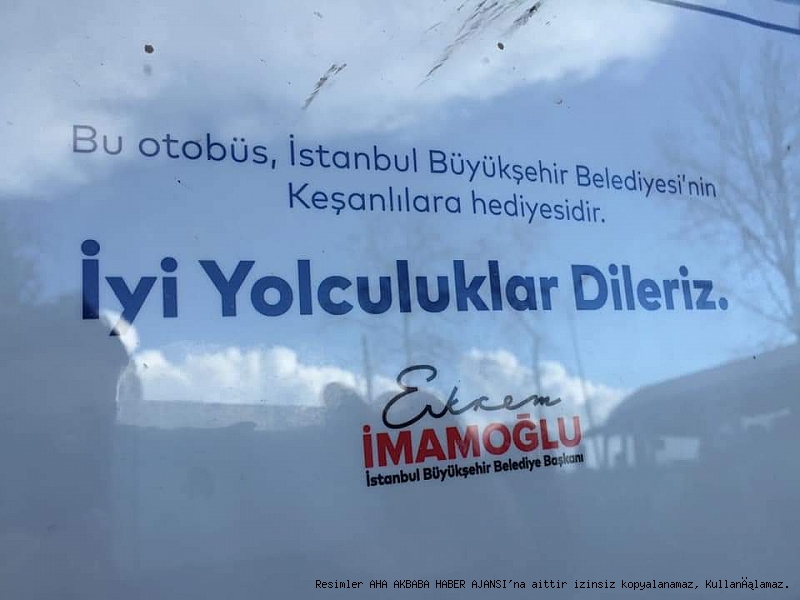 Bu otobüs, İstanbul Büyükşehir Belediyesi'nin
Keşanlılara hediyesidir.
İyi Yolculuklar Dileriz.
Ekrem
İMAMOĞLU
İstanbul Büyükşehir Belediye Başkanı
Resimler AHA AKBABA HABER AJANSI'na aittir izinsiz kopyalanamaz, KullanÄąlamaz.